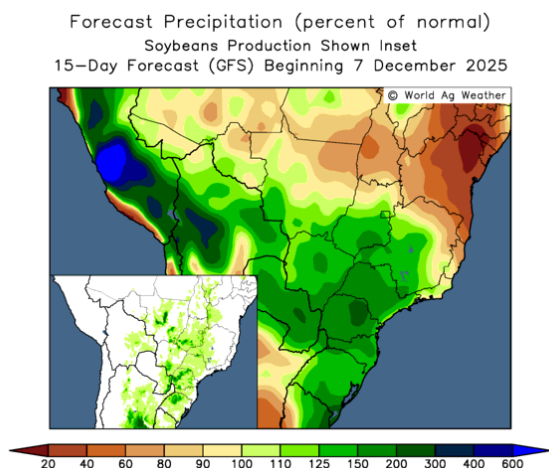 Forecast Precipitation (percent of normal)
Soybeans Production Shown Inset
15-Day Forecast (GFS) Beginning 7 December 2025
© World Ag Weather
20 40 60 80 90 100 110 125 150 200 300 400 600